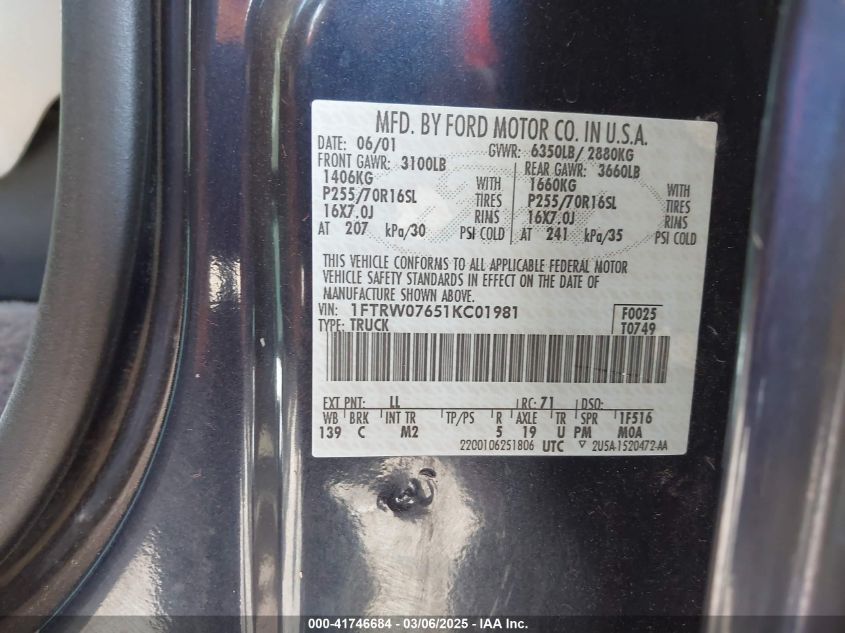 MFD. BY FORD MOTOR CO. IN U.S.A.
DATE: 06/01 GVWR: 6350LB/ 2880KG
FRONT GAWR: 3100LB REAR GAWR: 3660LB
1406KG WITH 1660KG WITH
P255/70R16SL TIRES P255/70R16SL TIRES
16X7.0J RIMS 16X7.0J RIMS
AT 207 kPa/30 PSI COLD AT 241 kPa/35 PSI COLD
THIS VEHICLE CONFORMS TO ALL APPLICABLE FEDERAL MOTOR
VEHICLE SAFETY STANDARDS IN EFFECT ON THE DATE OF
MANUFACTURE SHOWN ABOVE.
VIN: 1FTRW07651KC01981 F0025
TYPE: TRUCK T0749
EXT PNT: LL RC: 71 DSO:
WB BRK INT TR TP/PS R AXLE TR SPR 1F516
139 C M2 5 19 U PM MOA
2200106251806 UTC ▽ 2U5A-1520472-AA
000-41746684 - 03/06/2025 - IAA Inc.